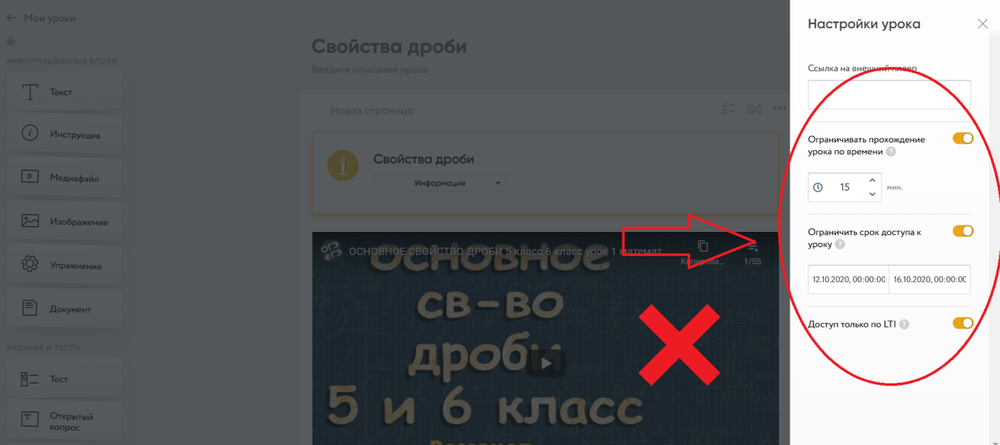 Мои уроки
ИНФОРМАЦИОННЫЕ БЛОКИ
Текст
Инструкция
Медиафайл
Изображение
Упражнение
Документ
ЗАДАНИЯ И ТЕСТЫ
Тест
Открытый
вопрос
Свойства дроби
Введите описание урока
Новая страница
Свойства дроби
Информация
ОГЭ
ЕГЭ
ОСНОВНОЕ СВОЙСТВО ДРОБИ 5 класс 6 класс урок 1 математ...
Копирова...
1/55
ОСНОВНОЕ
СВ-ВО
дроби
5 и 6 класс
Настройки урока
Ссылка на внешний плеер
Ограничивать прохождение
урока по времени ?
15 мин.
Ограничить срок доступа к
уроку ?
12.10.2020, 00:00:00 16.10.2020, 00:00:00
Доступ только по LTI ?